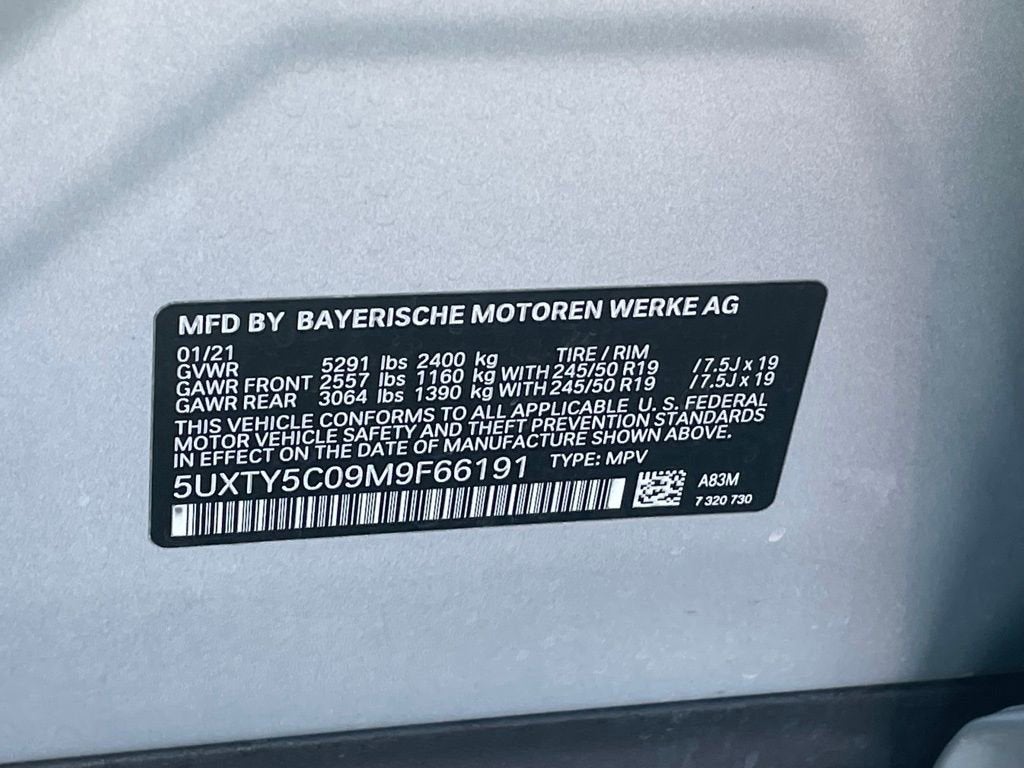 MFD BY BAYERISCHE MOTOREN WERKE AG
01/21 TIRE / RIM
GVWR 5291 lbs 2400 kg
GAWR FRONT 2557 lbs 1160 kg WITH 245/50 R19 /7.5J x 19
GAWR REAR 3064 lbs 1390 kg WITH 245/50 R19 /7.5J x 19
THIS VEHICLE CONFORMS TO ALL APPLICABLE U. S. FEDERAL
MOTOR VEHICLE SAFETY AND THEFT PREVENTION STANDARDS
IN EFFECT ON THE DATE OF MANUFACTURE SHOWN ABOVE.
5UXTY5C09M9F66191 TYPE: MPV
A83M
7 320 730